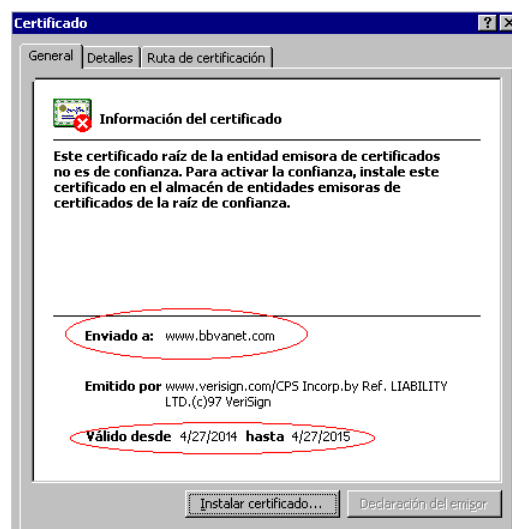 Certificado
General Detalles Ruta de certificación
Información del certificado
Este certificado raíz de la entidad emisora de certificados
no es de confianza. Para activar la confianza, instale este
certificado en el almacén de entidades emisoras de
certificados de la raíz de confianza.
Enviado a: www.bbvanet.com
Emitido por www.verisign.com/CPS Incorp.by Ref. LIABILITY
LTD.(c)97 VeriSign
Válido desde 4/27/2014 hasta 4/27/2015
Instalar certificado... Declaración del emisor